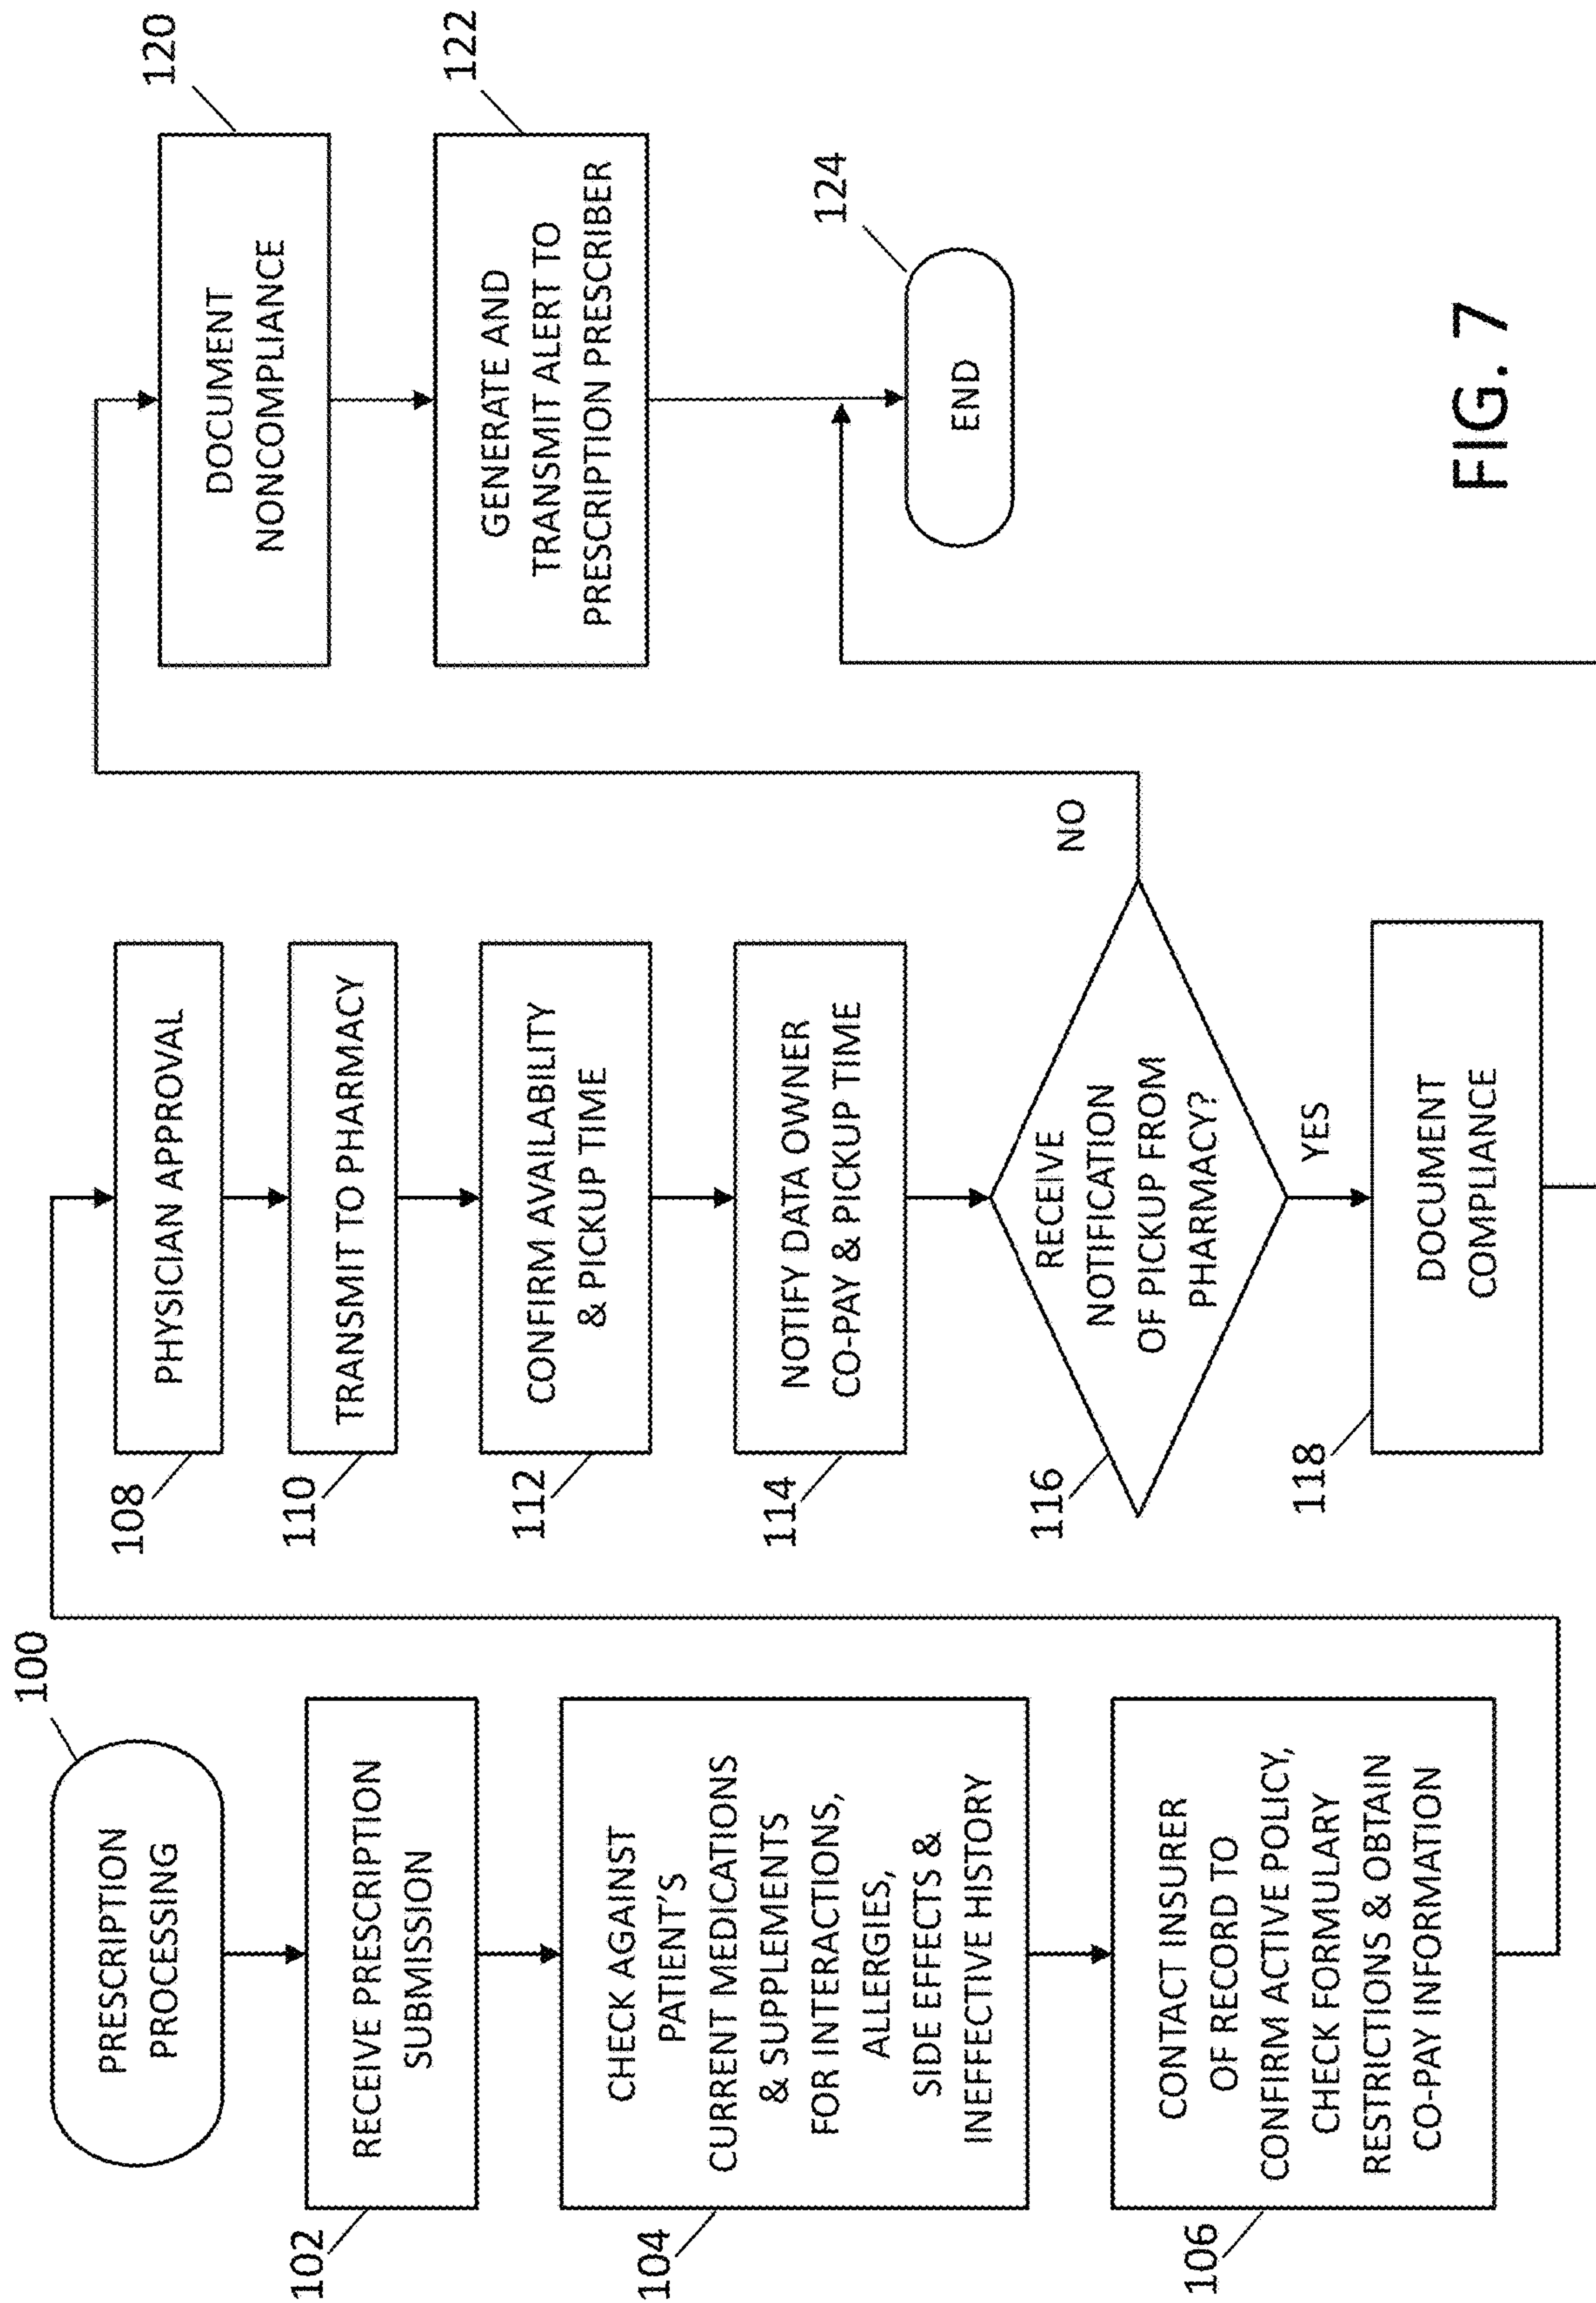 100
PRESCRIPTION
PROCESSING
102
RECEIVE PRESCRIPTION
SUBMISSION
104
CHECK AGAINST
PATIENT'S
CURRENT MEDICATIONS
& SUPPLEMENTS
FOR INTERACTIONS,
ALLERGIES,
SIDE EFFECTS &
INEFFECTIVE HISTORY
106
CONTACT INSURER
OF RECORD TO
CONFIRM ACTIVE POLICY,
CHECK FORMULARY
RESTRICTIONS & OBTAIN
CO-PAY INFORMATION
108
PHYSICIAN APPROVAL
110
TRANSMIT TO PHARMACY
112
CONFIRM AVAILABILITY
& PICKUP TIME
114
NOTIFY DATA OWNER
CO-PAY & PICKUP TIME
116
RECEIVE
NOTIFICATION
OF PICKUP FROM
PHARMACY?
NO
YES
118
DOCUMENT
COMPLIANCE
120
DOCUMENT
NONCOMPLIANCE
122
GENERATE AND
TRANSMIT ALERT TO
PRESCRIPTION PRESCRIBER
124
END
FIG. 7